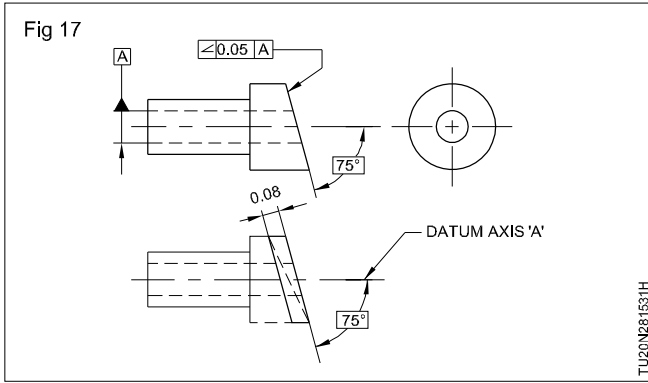 Fig 17
A
∠ 0.05 A
75°
0.08
DATUM AXIS 'A'
75°
TU20N281531H